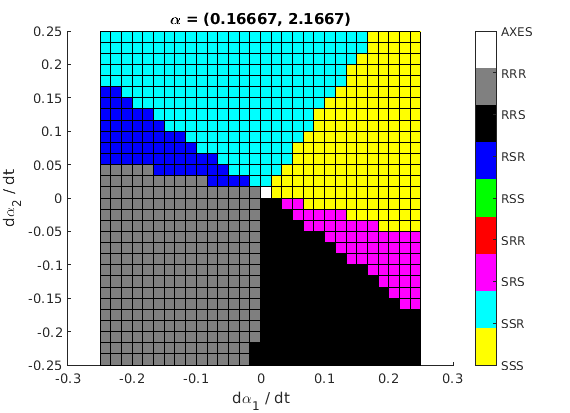 α = (0.16667, 2.1667)
0.25
0.2
0.15
0.1
0.05
0
-0.05
-0.1
-0.15
-0.2
-0.25
dα2 / dt
-0.3
-0.2
-0.1
0
0.1
0.2
0.3
dα1 / dt
AXES
RRR
RRS
RSR
RSS
SRR
SRS
SSR
SSS